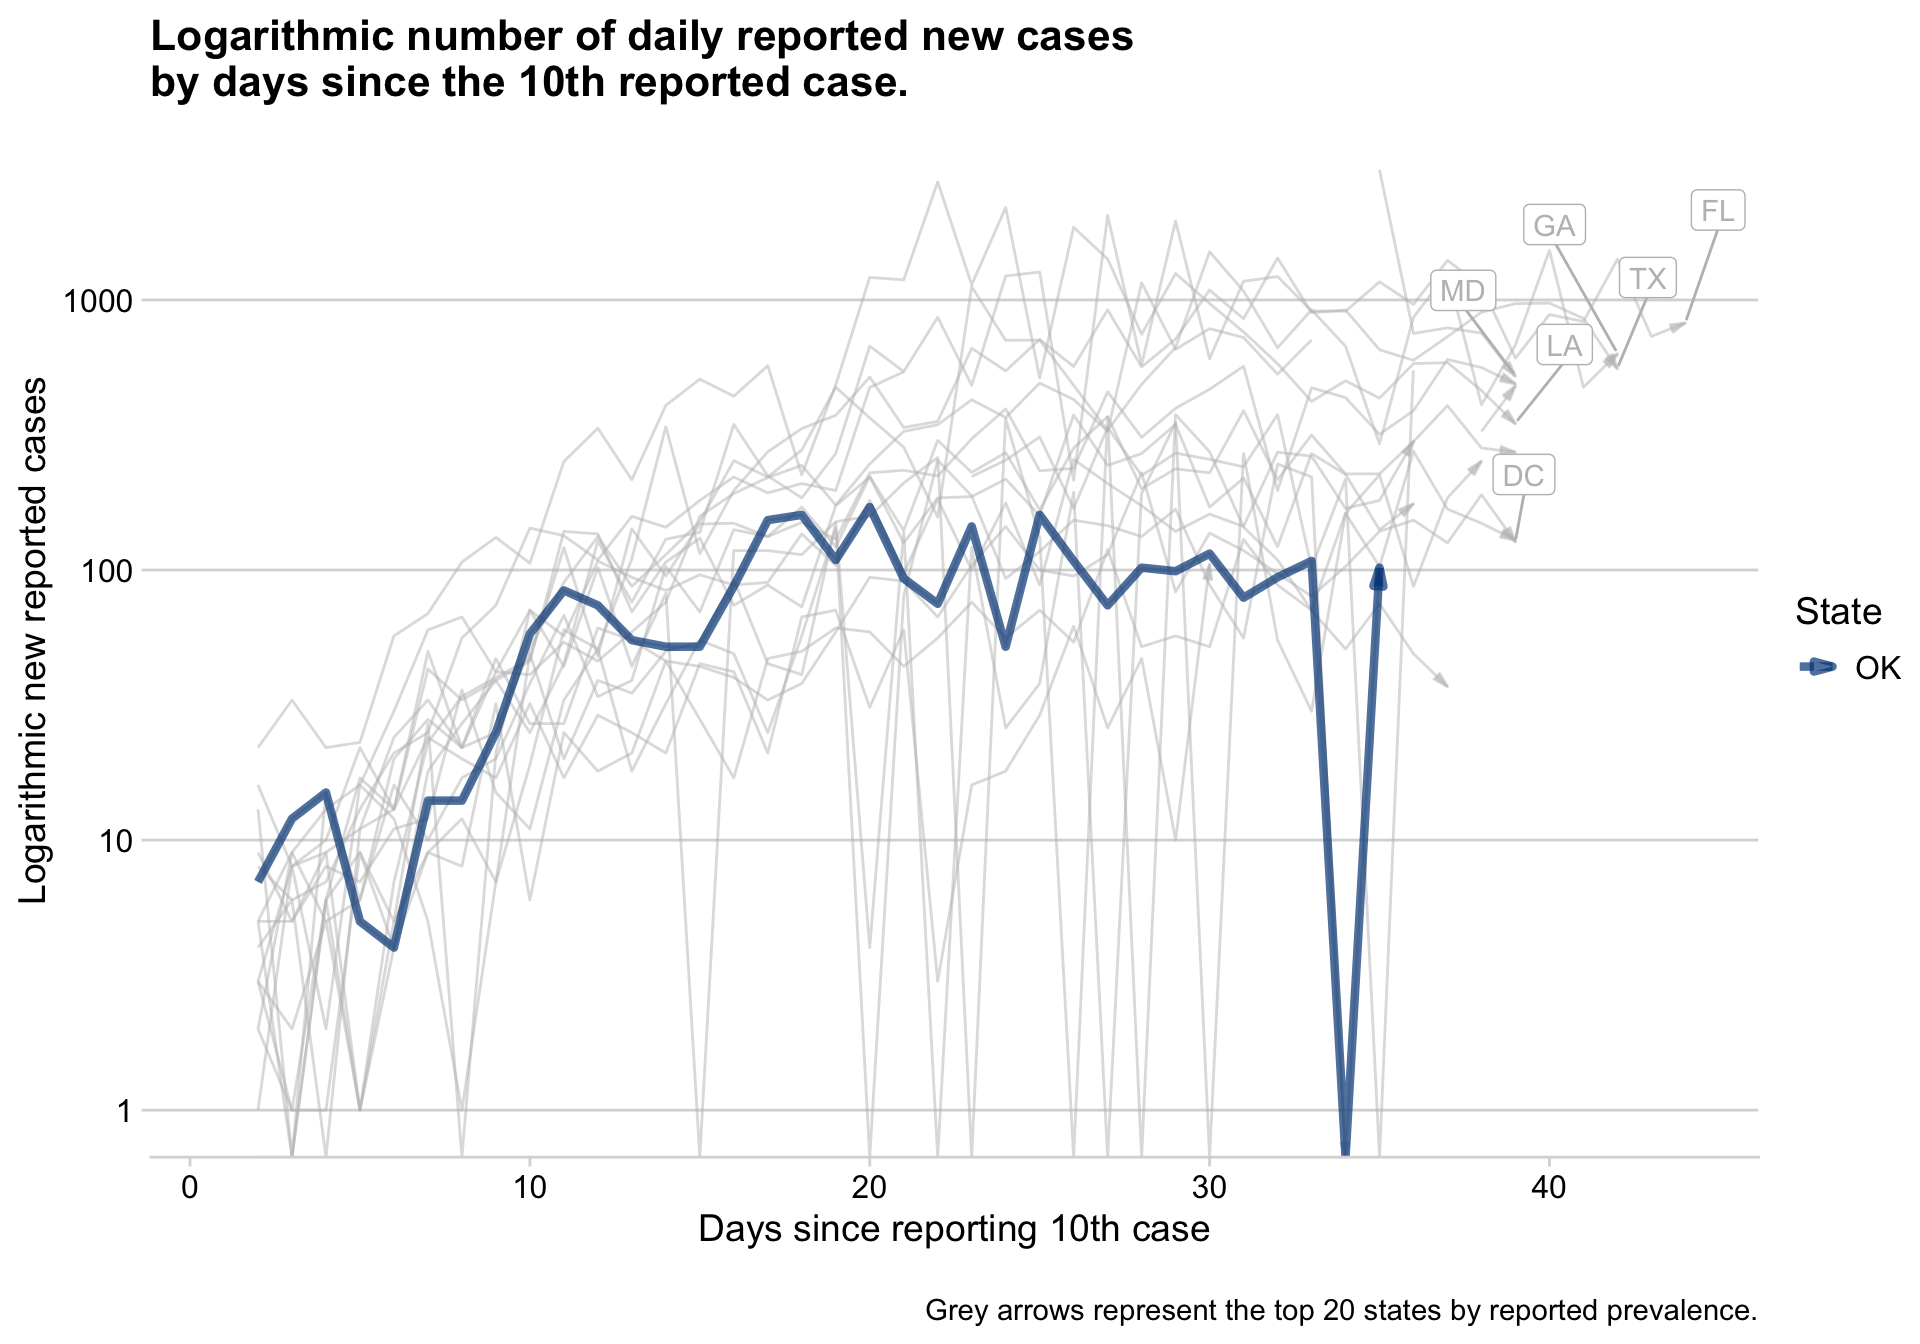 Logarithmic number of daily reported new cases
by days since the 10th reported case.
Logarithmic new reported cases
1000
100
10
1
GA
FL
MD
TX
LA
DC
State
OK
0
10
20
30
40
Days since reporting 10th case
Grey arrows represent the top 20 states by reported prevalence.